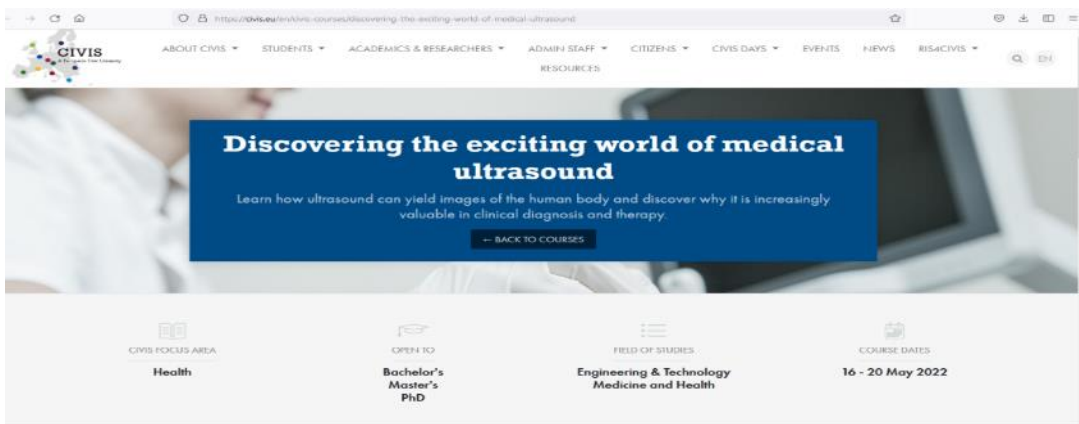 https://civis.eu/en/civis-courses/discovering-the-exciting-world-of-medical-ultrasound
CIVIS
A European Civic University
ABOUT CIVIS STUDENTS ACADEMICS & RESEARCHERS ADMIN STAFF CITIZENS CIVIS DAYS EVENTS NEWS RIS4CIVIS
RESOURCES
EN
Discovering the exciting world of medical
ultrasound
Learn how ultrasound can yield images of the human body and discover why it is increasingly
valuable in clinical diagnosis and therapy.
← BACK TO COURSES
CIVIS FOCUS AREA
Health
OPEN TO
Bachelor's
Master's
PhD
FIELD OF STUDIES
Engineering & Technology
Medicine and Health
COURSE DATES
16 - 20 May 2022